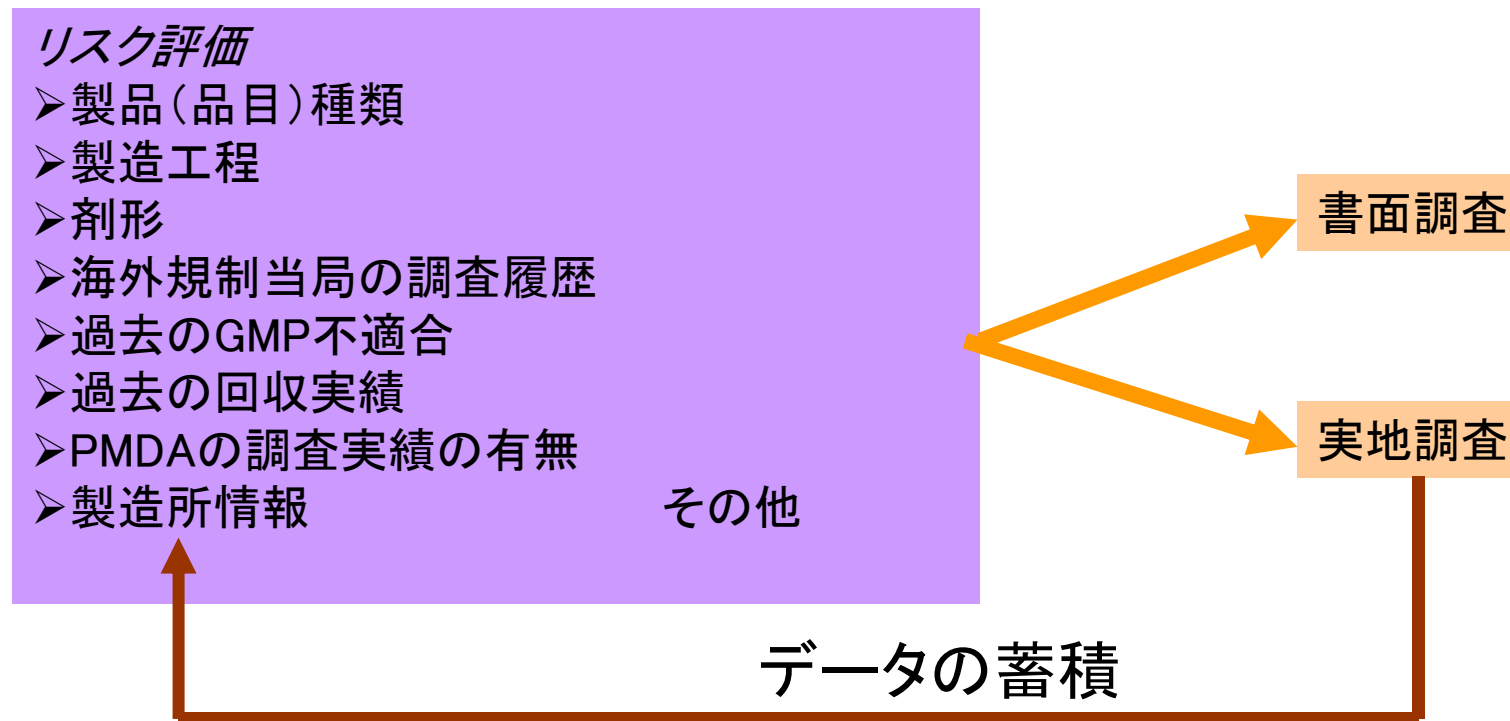 リスク評価
➢製品（品目）種類
➢製造工程
➢剤形
➢海外規制当局の調査履歴
➢過去のGMP不適合
➢過去の回収実績
➢PMDAの調査実績の有無
➢製造所情報　　　その他
書面調査
実地調査
データの蓄積